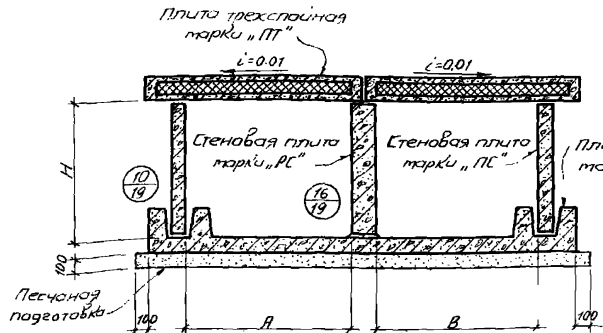 Плита трехслойная
марки „ПТ"
i=0.01
i=0,01
Стеновая плита
марки „РС"
Стеновая плита
марки „ПС"
H
10
19
16
19
100
Песчаная
подготовка
100
А
В
100